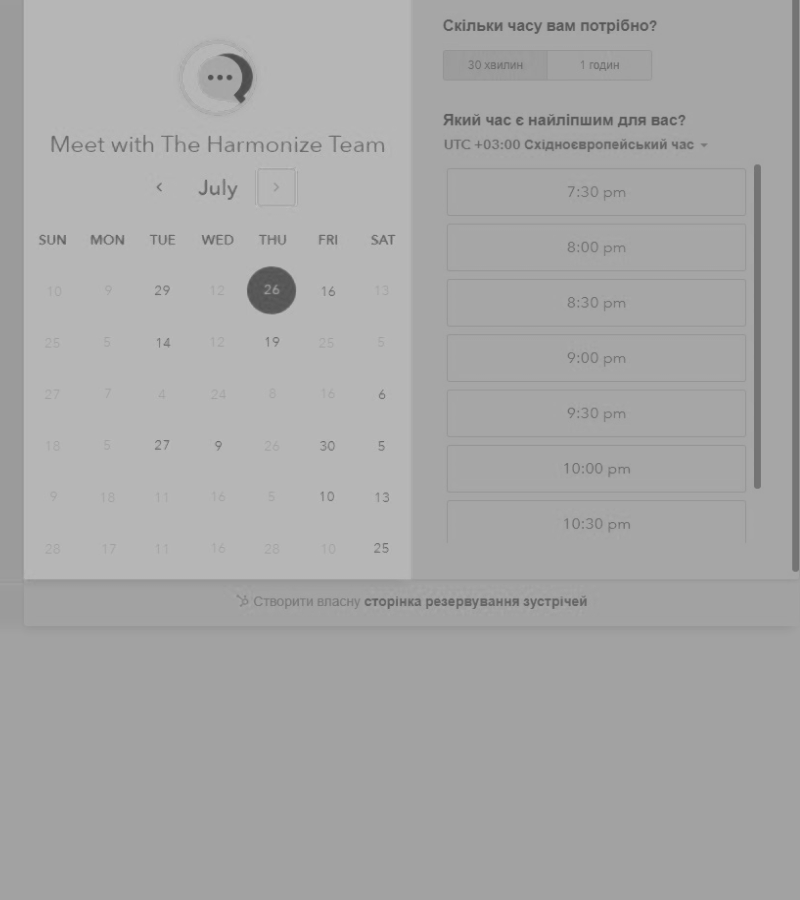 Meet with The Harmonize Team
July
SUN MON TUE WED THU FRI SAT
10 9 29 12 26 16 13
25 5 14 12 19 25 5
27 7 4 24 8 16 6
18 5 27 9 26 30 5
9 18 11 16 5 10 13
28 17 11 16 28 10 25
Скільки часу вам потрібно?
30 хвилин 1 годин
Який час є найліпшим для вас?
UTC +03:00 Східноєвропейський час
7:30 pm
8:00 pm
8:30 pm
9:00 pm
9:30 pm
10:00 pm
10:30 pm
Створити власну сторінка резервування зустрічей